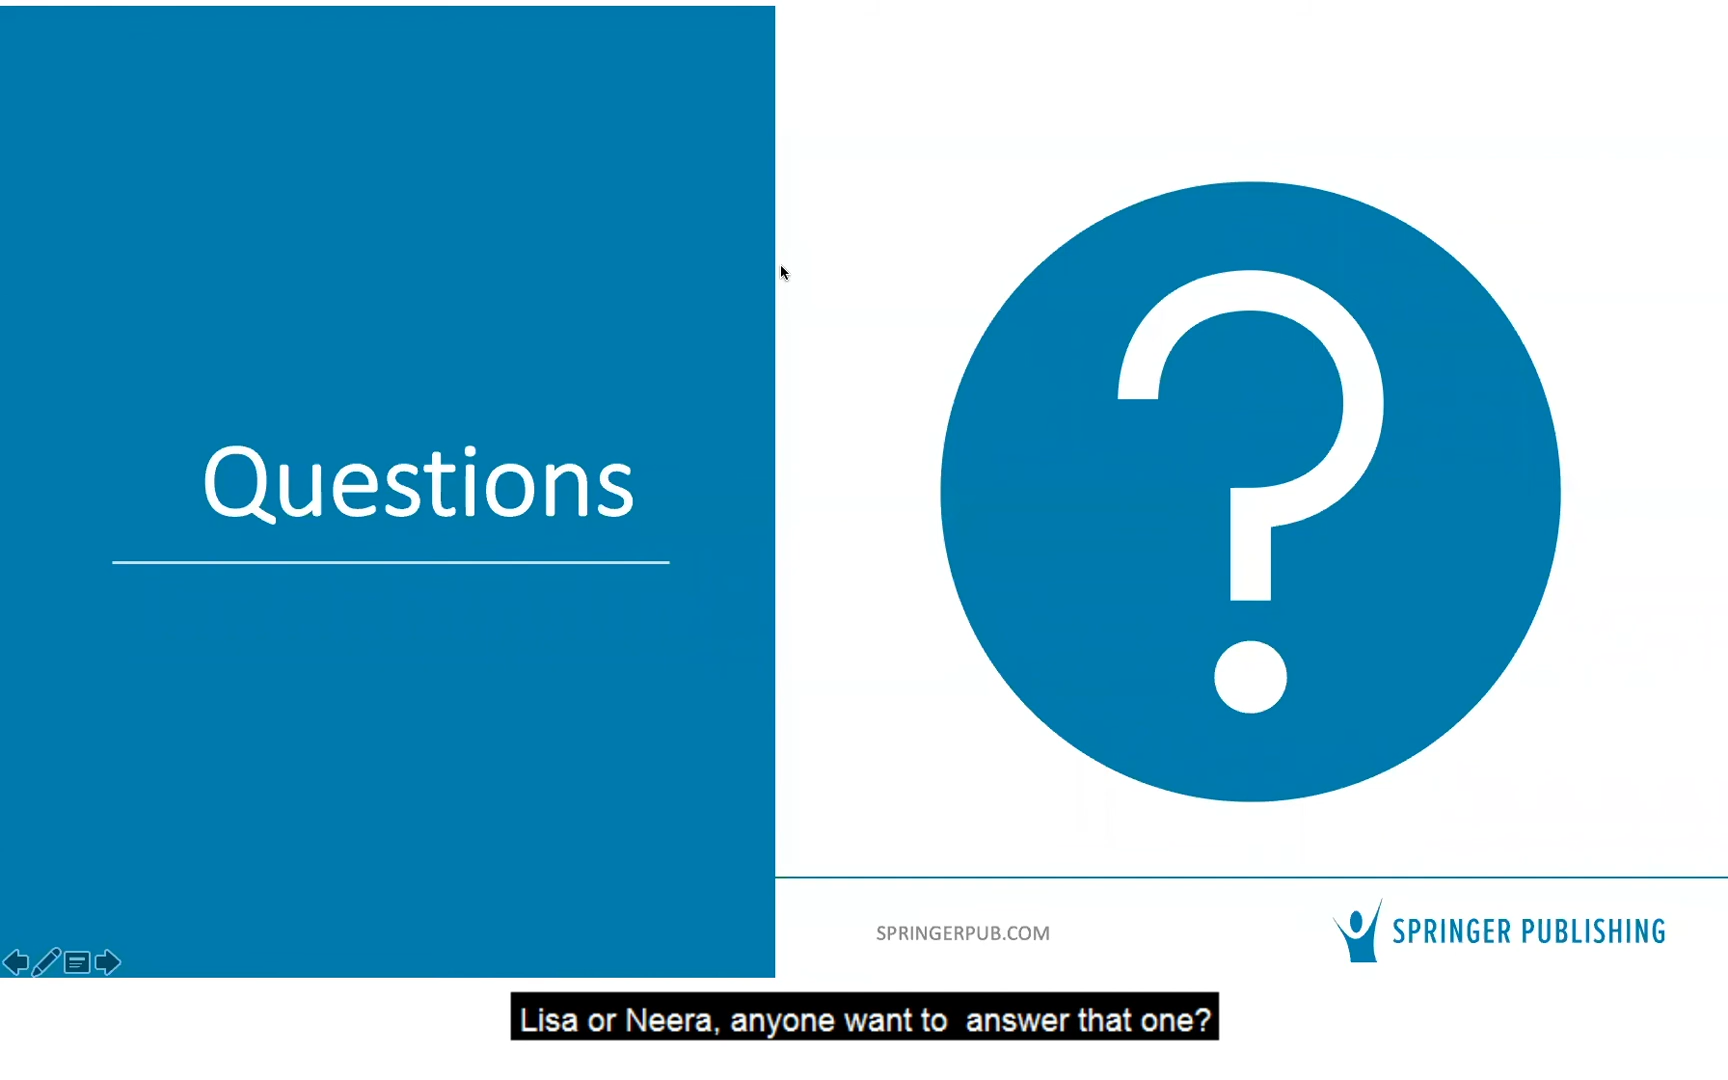 Questions
?
SPRINGERPUB.COM
SPRINGER PUBLISHING
Lisa or Neera, anyone want to  answer that one?